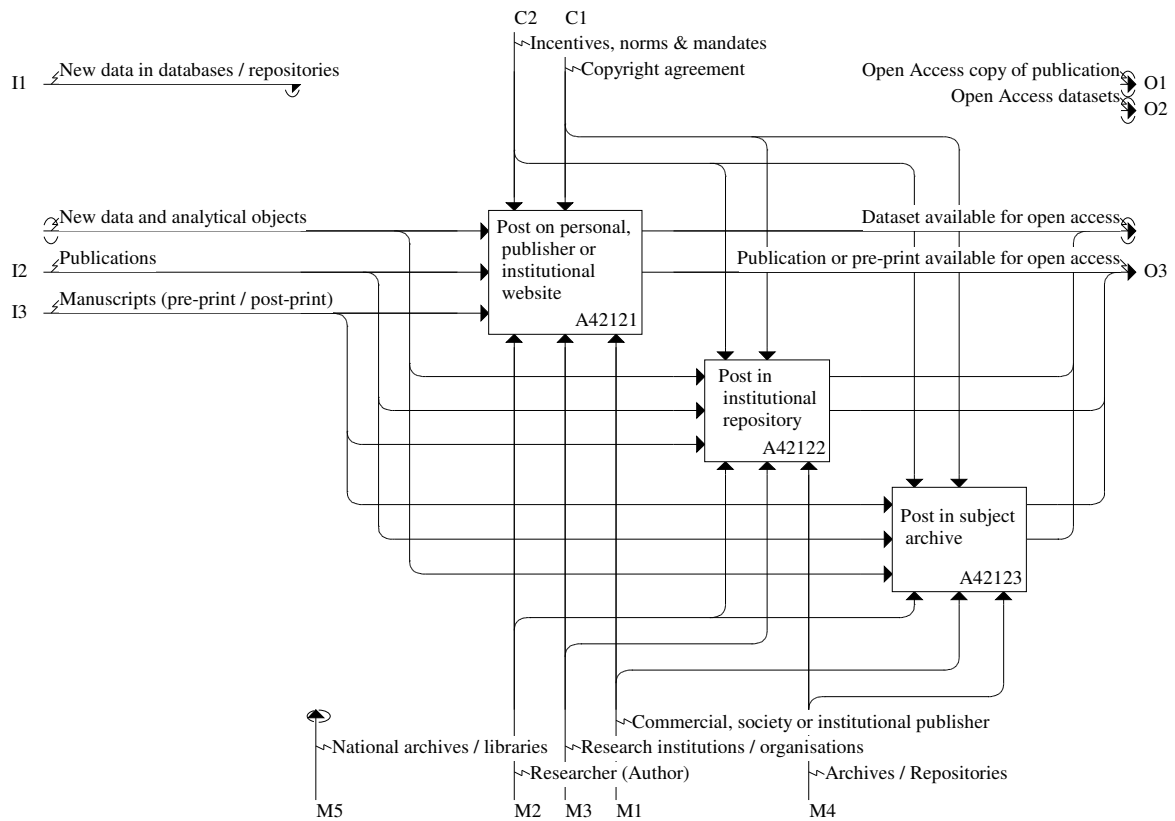 C2 C1
Incentives, norms & mandates
I1 New data in databases / repositories
Copyright agreement
Open Access copy of publication O1
Open Access datasets O2
New data and analytical objects
Dataset available for open access
I2 Publications
Publication or pre-print available for open access O3
I3 Manuscripts (pre-print / post-print)
Post on personal,
publisher or
institutional
website
A42121
Post in
institutional
repository
A42122
Post in subject
archive
A42123
Commercial, society or institutional publisher
National archives / libraries
Research institutions / organisations
Researcher (Author)
Archives / Repositories
M5 M2 M3 M1 M4